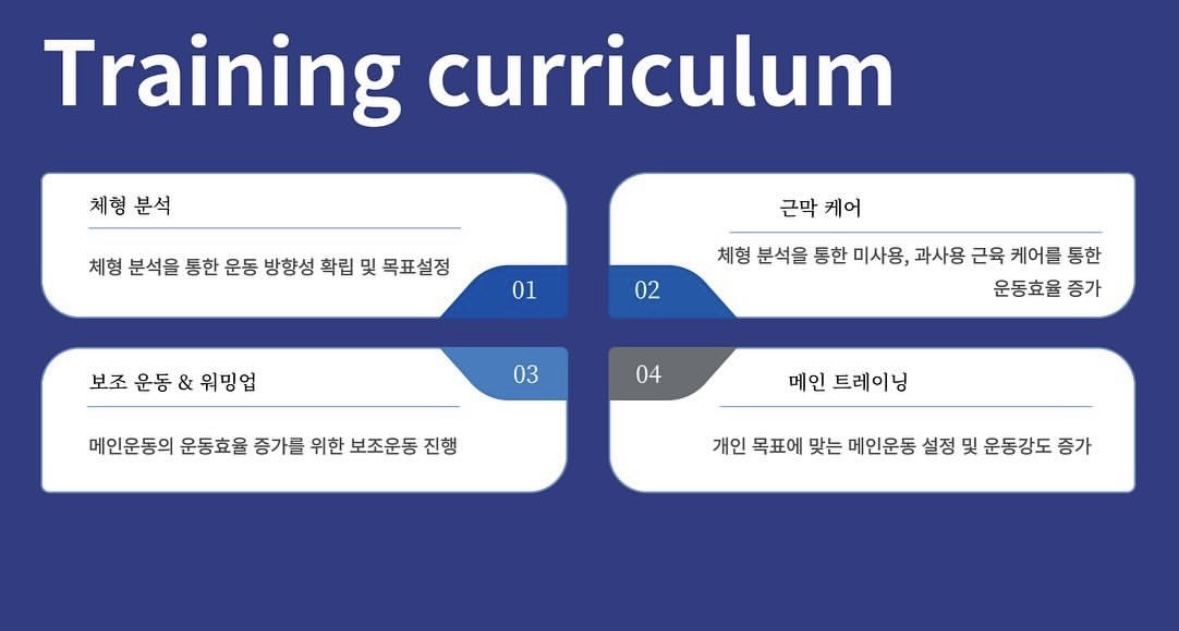 Training curriculum
체형 분석
체형 분석을 통한 운동 방향성 확립 및 목표설정
01
근막 케어
체형 분석을 통한 미사용, 과사용 근육 케어를 통한
운동효율 증가
02
보조 운동 & 워밍업
메인운동의 운동효율 증가를 위한 보조운동 진행
03
메인 트레이닝
개인 목표에 맞는 메인운동 설정 및 운동강도 증가
04